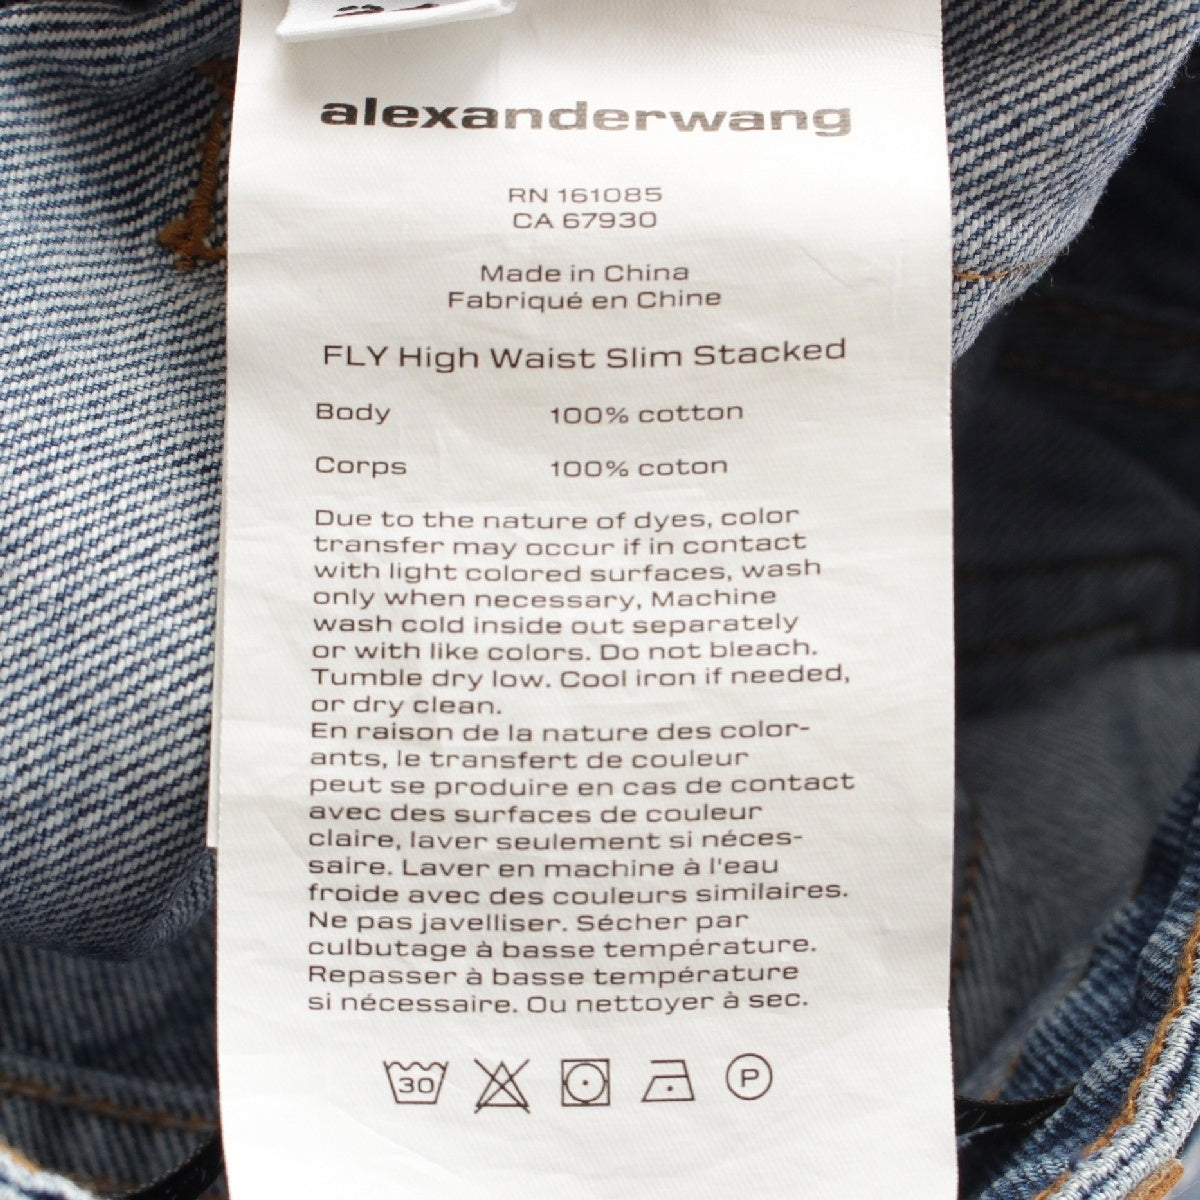 alexanderwang
RN 161085
CA 67930
Made in China
Fabriqué en Chine
FLY High Waist Slim Stacked
Body 100% cotton
Corps 100% coton
Due to the nature of dyes, color
transfer may occur if in contact
with light colored surfaces, wash
only when necessary, Machine
wash cold inside out separately
or with like colors. Do not bleach.
Tumble dry low. Cool iron if needed,
or dry clean.
En raison de la nature des color-
ants, le transfert de couleur
peut se produire en cas de contact
avec des surfaces de couleur
claire, laver seulement si néces-
saire. Laver en machine à l'eau
froide avec des couleurs similaires.
Ne pas javelliser. Sécher par
culbutage à basse température.
Repasser à basse température
si nécessaire. Ou nettoyer à sec.
30 P